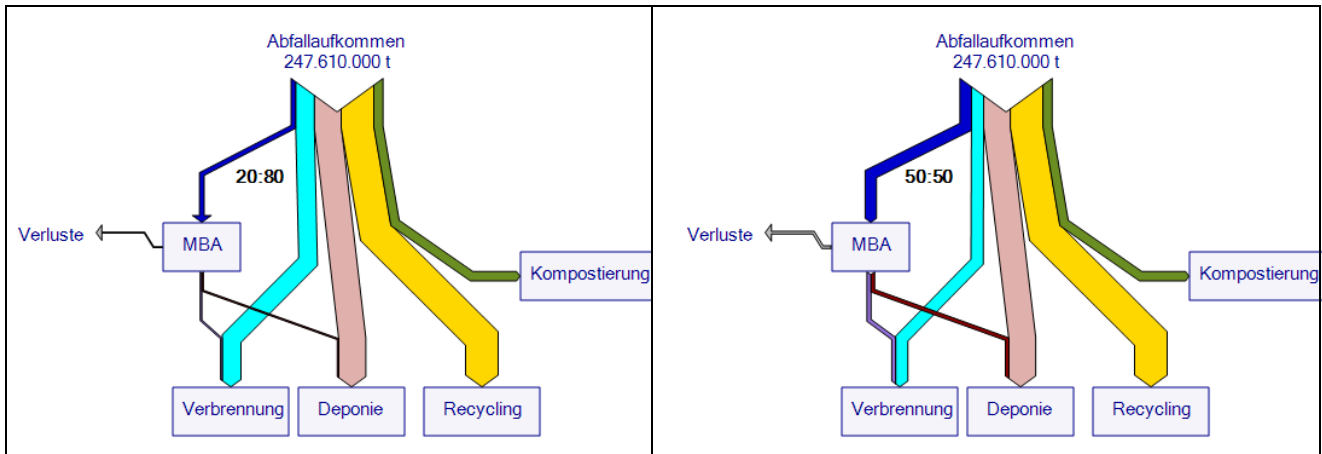 Abfallaufkommen
247.610.000 t
20:80
Verluste
MBA
Kompostierung
Verbrennung
Deponie
Recycling
Abfallaufkommen
247.610.000 t
50:50
Verluste
MBA
Kompostierung
Verbrennung
Deponie
Recycling